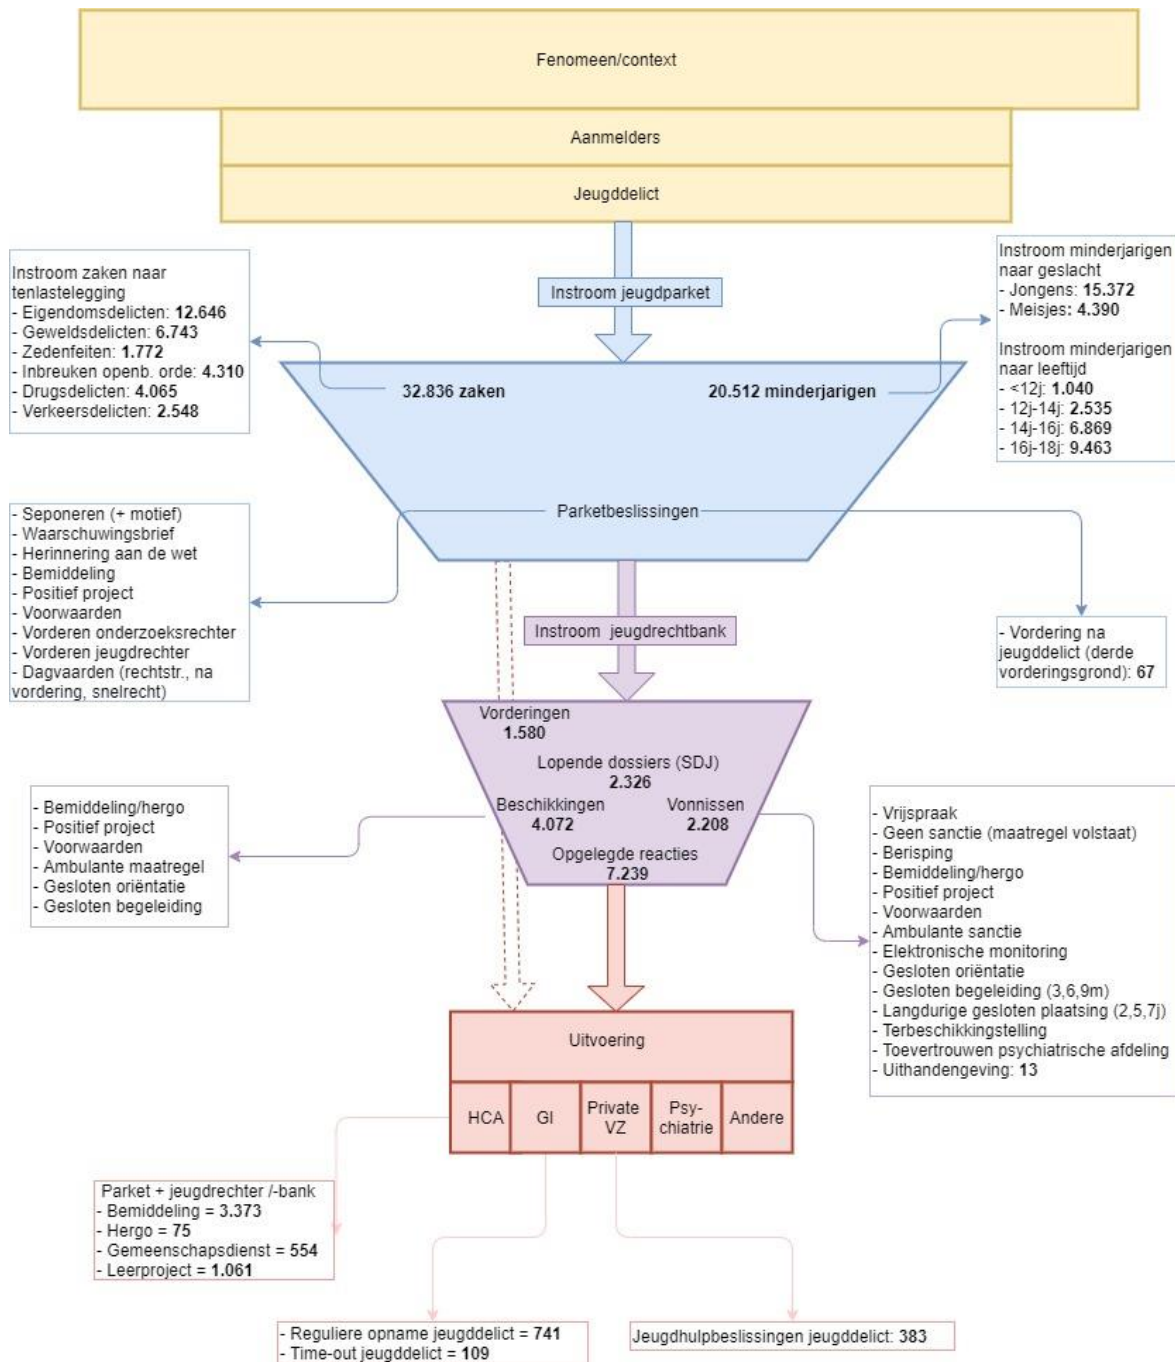 Fenomeen/context
Aanmelders
Jeugddelict
Instroom jeugdparket
Instroom zaken naar
tenlastelegging
- Eigendomsdelicten: 12.646
- Geweldsdelicten: 6.743
- Zedenfeiten: 1.772
- Inbreuken openb. orde: 4.310
- Drugsdelicten: 4.065
- Verkeersdelicten: 2.548
Instroom minderjarigen
naar geslacht
- Jongens: 15.372
- Meisjes: 4.390
Instroom minderjarigen
naar leeftijd
- <12j: 1.040
- 12j-14j: 2.535
- 14j-16j: 6.869
- 16j-18j: 9.463
32.836 zaken
20.512 minderjarigen
Parketbeslissingen
- Seponeren (+ motief)
- Waarschuwingsbrief
- Herinnering aan de wet
- Bemiddeling
- Positief project
- Voorwaarden
- Vorderen onderzoeksrechter
- Vorderen jeugdrechter
- Dagvaarden (rechtstr., na
vordering, snelrecht)
- Vordering na
jeugddelict (derde
vorderingsgrond): 67
Instroom jeugdrechtbank
Vorderingen
1.580
Lopende dossiers (SDJ)
2.326
Beschikkingen
4.072
Vonnissen
2.208
Opgelegde reacties
7.239
- Bemiddeling/hergo
- Positief project
- Voorwaarden
- Ambulante maatregel
- Gesloten oriëntatie
- Gesloten begeleiding
- Vrijspraak
- Geen sanctie (maatregel volstaat)
- Berisping
- Bemiddeling/hergo
- Positief project
- Voorwaarden
- Ambulante sanctie
- Elektronische monitoring
- Gesloten oriëntatie
- Gesloten begeleiding (3,6,9m)
- Langdurige gesloten plaatsing (2,5,7j)
- Terbeschikkingstelling
- Toevertrouwen psychiatrische afdeling
- Uithandengeving: 13
Uitvoering
HCA
GI
Private
VZ
Psy-
chiatrie
Andere
Parket + jeugdrechter /-bank
- Bemiddeling = 3.373
- Hergo = 75
- Gemeenschapsdienst = 554
- Leerproject = 1.061
- Reguliere opname jeugddelict = 741
- Time-out jeugddelict = 109
Jeugdhulpbeslissingen jeugddelict: 383